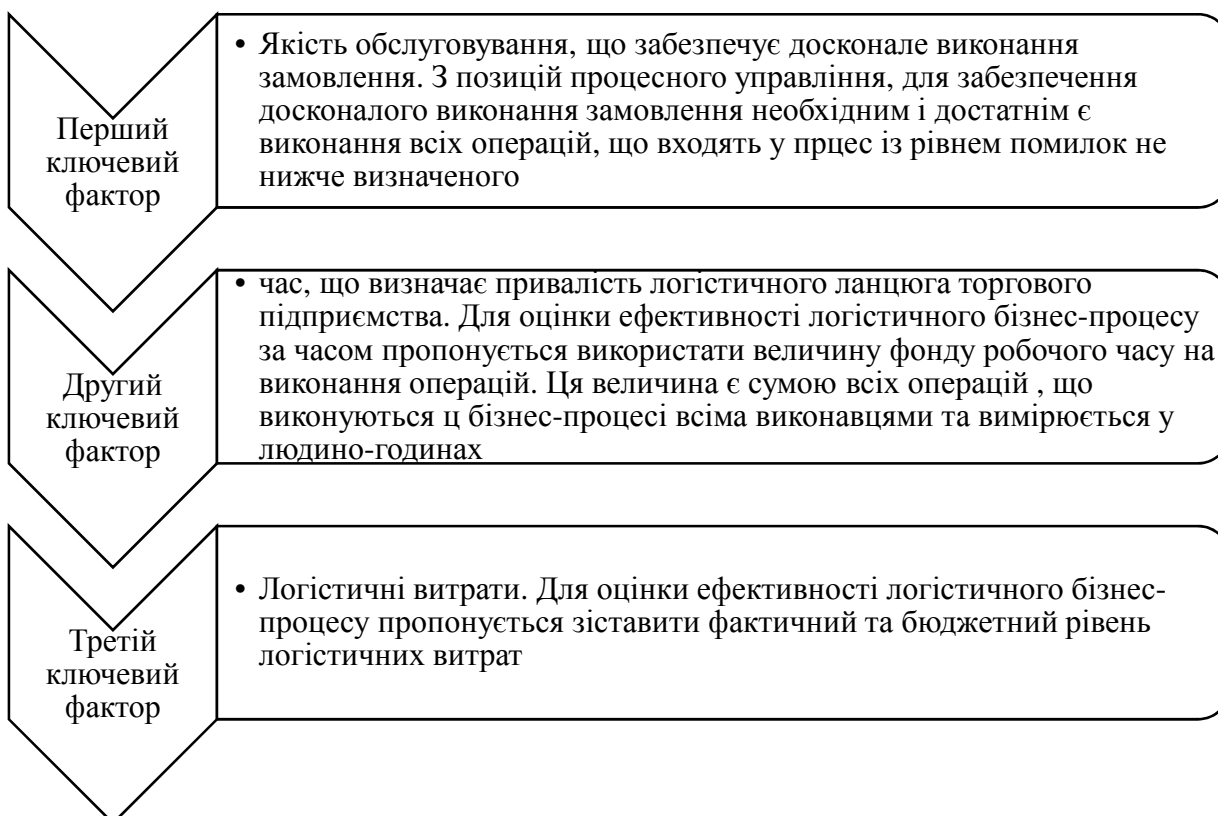 Перший
ключевий
фактор
• Якість обслуговування, що забезпечує досконале виконання
замовлення. З позицій процесного управління, для забезпечення
досконалого виконання замовлення необхідним і достатнім є
виконання всіх операцій, що входять у прцес із рівнем помилок не
нижче визначеного
Другий
ключевий
фактор
• час, що визначає привалість логістичного ланцюга торгового
підприємства. Для оцінки ефективності логістичного бізнес-процесу
за часом пропонується використати величину фонду робочого часу на
виконання операцій. Ця величина є сумою всіх операцій , що
виконуються ц бізнес-процесі всіма виконавцями та вимірюється у
людино-годинах
Третій
ключевий
фактор
• Логістичні витрати. Для оцінки ефективності логістичного бізнес-
процесу пропонується зіставити фактичний та бюджетний рівень
логістичних витрат